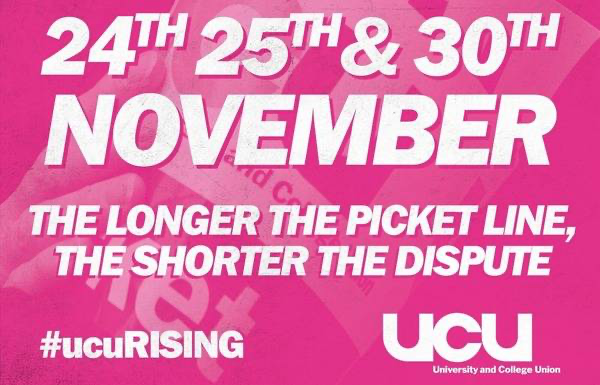 24TH 25TH & 30TH
NOVEMBER
THE LONGER THE PICKET LINE,
THE SHORTER THE DISPUTE
#ucuRISING
ucu
University and College Union